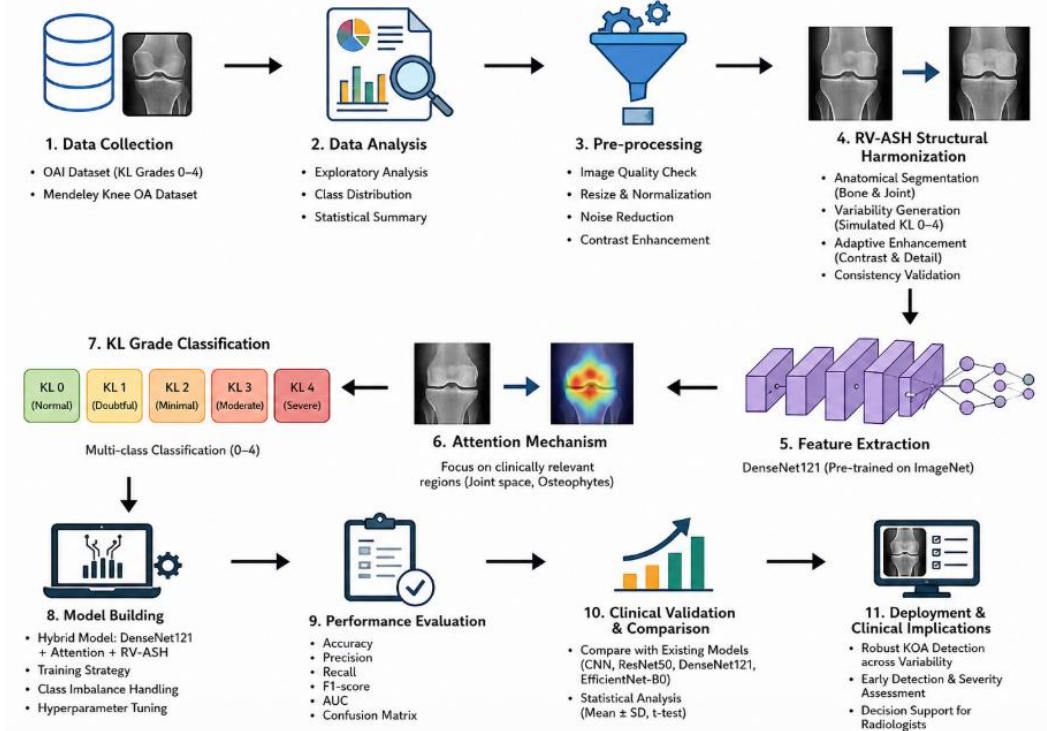 1. Data Collection
• OAI Dataset (KL Grades 0–4)
• Mendeley Knee OA Dataset
2. Data Analysis
• Exploratory Analysis
• Class Distribution
• Statistical Summary
3. Pre-processing
• Image Quality Check
• Resize & Normalization
• Noise Reduction
• Contrast Enhancement
4. RV-ASH Structural
Harmonization
• Anatomical Segmentation
(Bone & Joint)
• Variability Generation
(Simulated KL 0–4)
• Adaptive Enhancement
(Contrast & Detail)
• Consistency Validation
5. Feature Extraction
DenseNet121 (Pre-trained on ImageNet)
6. Attention Mechanism
Focus on clinically relevant
regions (Joint space, Osteophytes)
7. KL Grade Classification
KL 0
(Normal)
KL 1
(Doubtful)
KL 2
(Minimal)
KL 3
(Moderate)
KL 4
(Severe)
Multi-class Classification (0–4)
8. Model Building
• Hybrid Model: DenseNet121
+ Attention + RV-ASH
• Training Strategy
• Class Imbalance Handling
• Hyperparameter Tuning
9. Performance Evaluation
• Accuracy
• Precision
• Recall
• F1-score
• AUC
• Confusion Matrix
10. Clinical Validation
& Comparison
• Compare with Existing Models
(CNN, ResNet50, DenseNet121,
EfficientNet-B0)
• Statistical Analysis
(Mean ± SD, t-test)
11. Deployment &
Clinical Implications
• Robust KOA Detection
across Variability
• Early Detection & Severity
Assessment
• Decision Support for
Radiologists